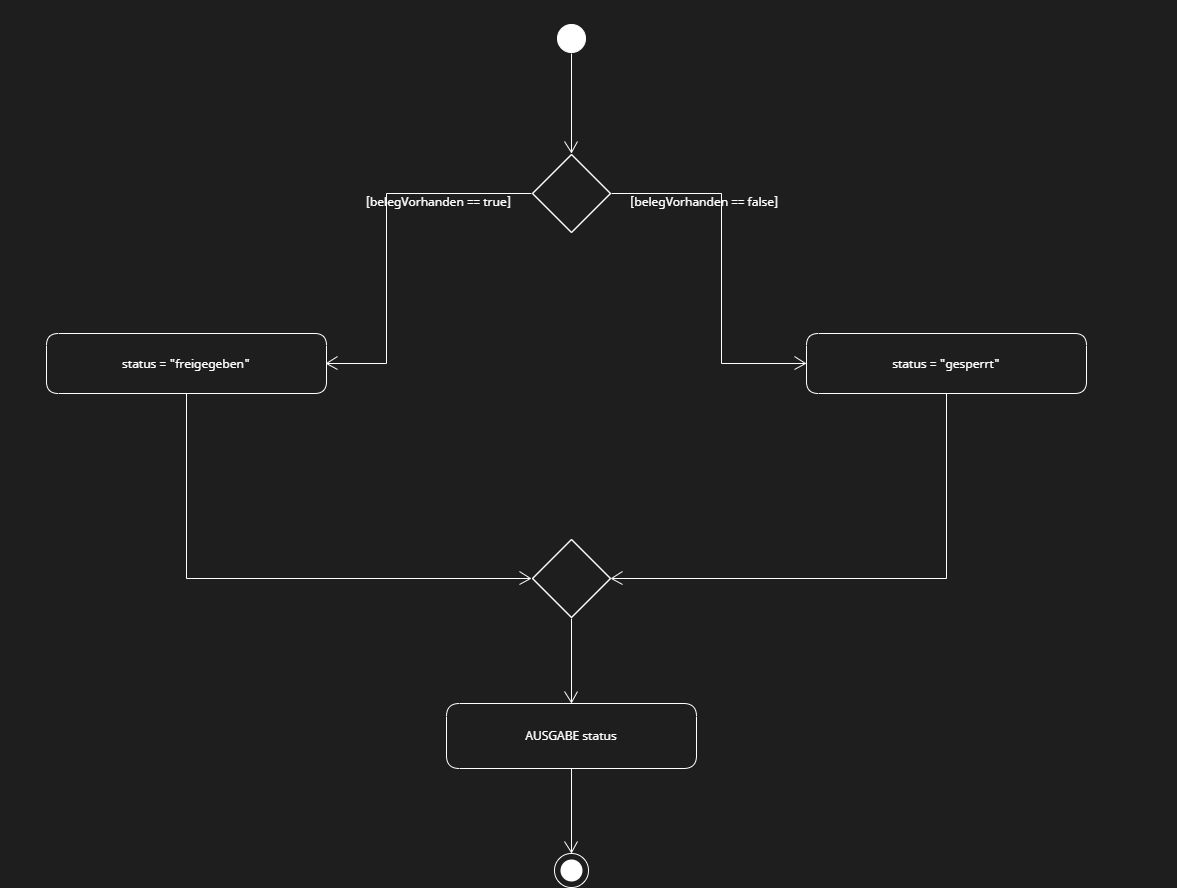 [belegVorhanden == true]
[belegVorhanden == false]
status = "freigegeben"
status = "gesperrt"
AUSGABE status